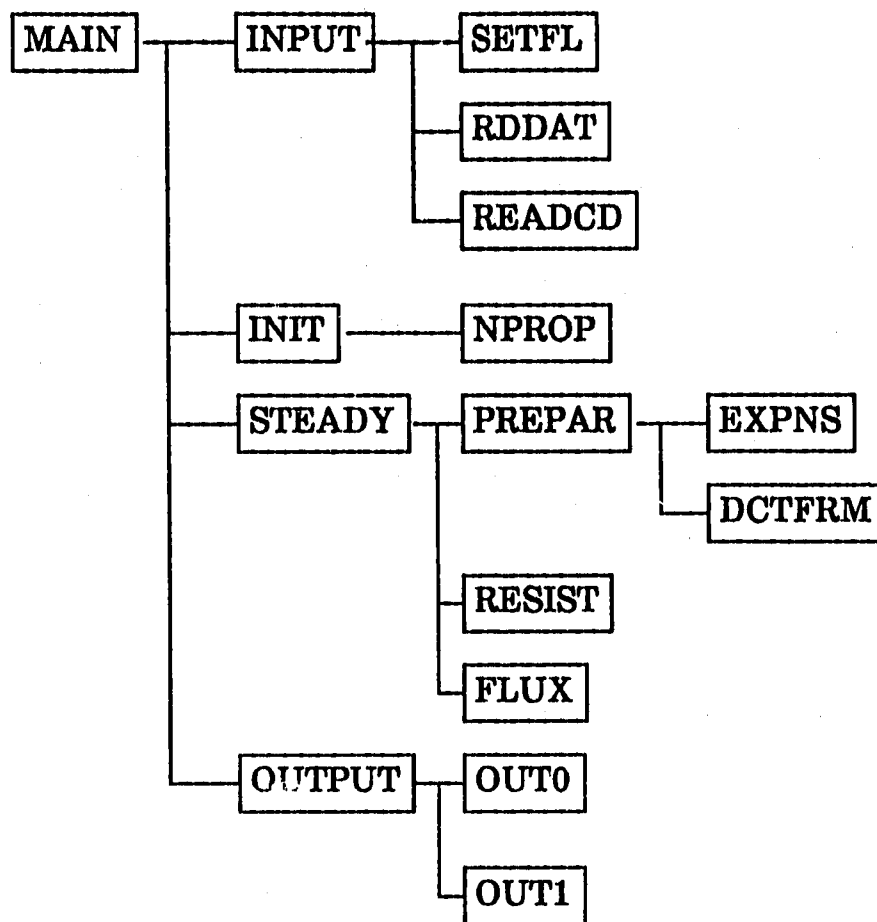 MAIN INPUT SETFL
RDDAT
READCD
INIT NPROP
STEADY PREPAR EXPNS
DCTFRM
RESIST
FLUX
OUTPUT OUT0
OUT1